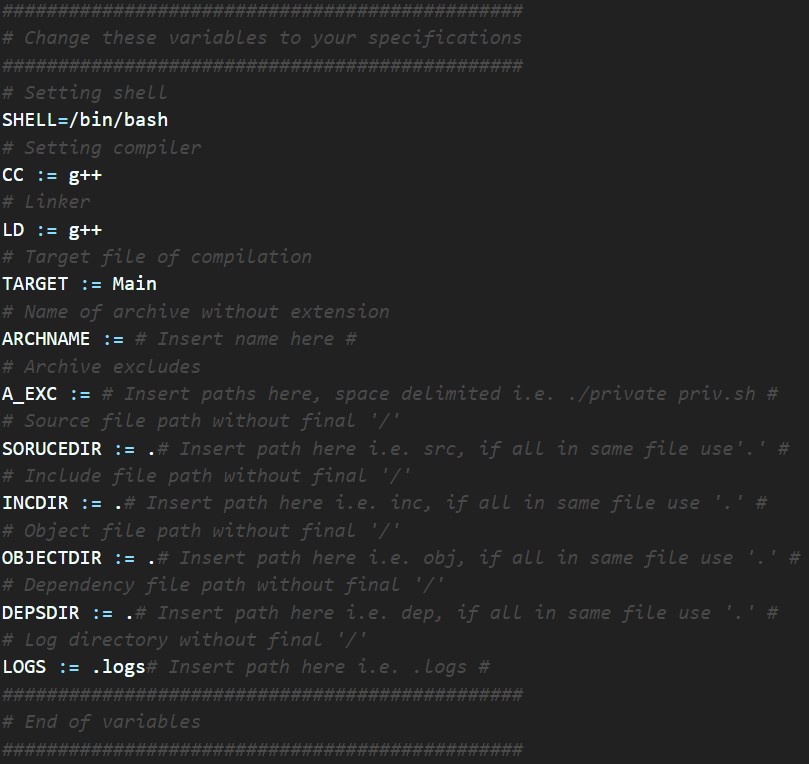 ###############################################
# Change these variables to your specifications
###############################################
# Setting shell
SHELL=/bin/bash
# Setting compiler
CC := g++
# Linker
LD := g++
# Target file of compilation
TARGET := Main
# Name of archive without extension
ARCHNAME := # Insert name here #
# Archive excludes
A_EXC := # Insert paths here, space delimited i.e. ./private priv.sh #
# Source file path without final '/'
SORUCEDIR := .# Insert path here i.e. src, if all in same file use'.' #
# Include file path without final '/'
INCDIR := .# Insert path here i.e. inc, if all in same file use '.' #
# Object file path without final '/'
OBJECTDIR := .# Insert path here i.e. obj, if all in same file use '.' #
# Dependency file path without final '/'
DEPSDIR := .# Insert path here i.e. dep, if all in same file use '.' #
# Log directory without final '/'
LOGS := .logs# Insert path here i.e. .logs #
###############################################
# End of variables
###############################################